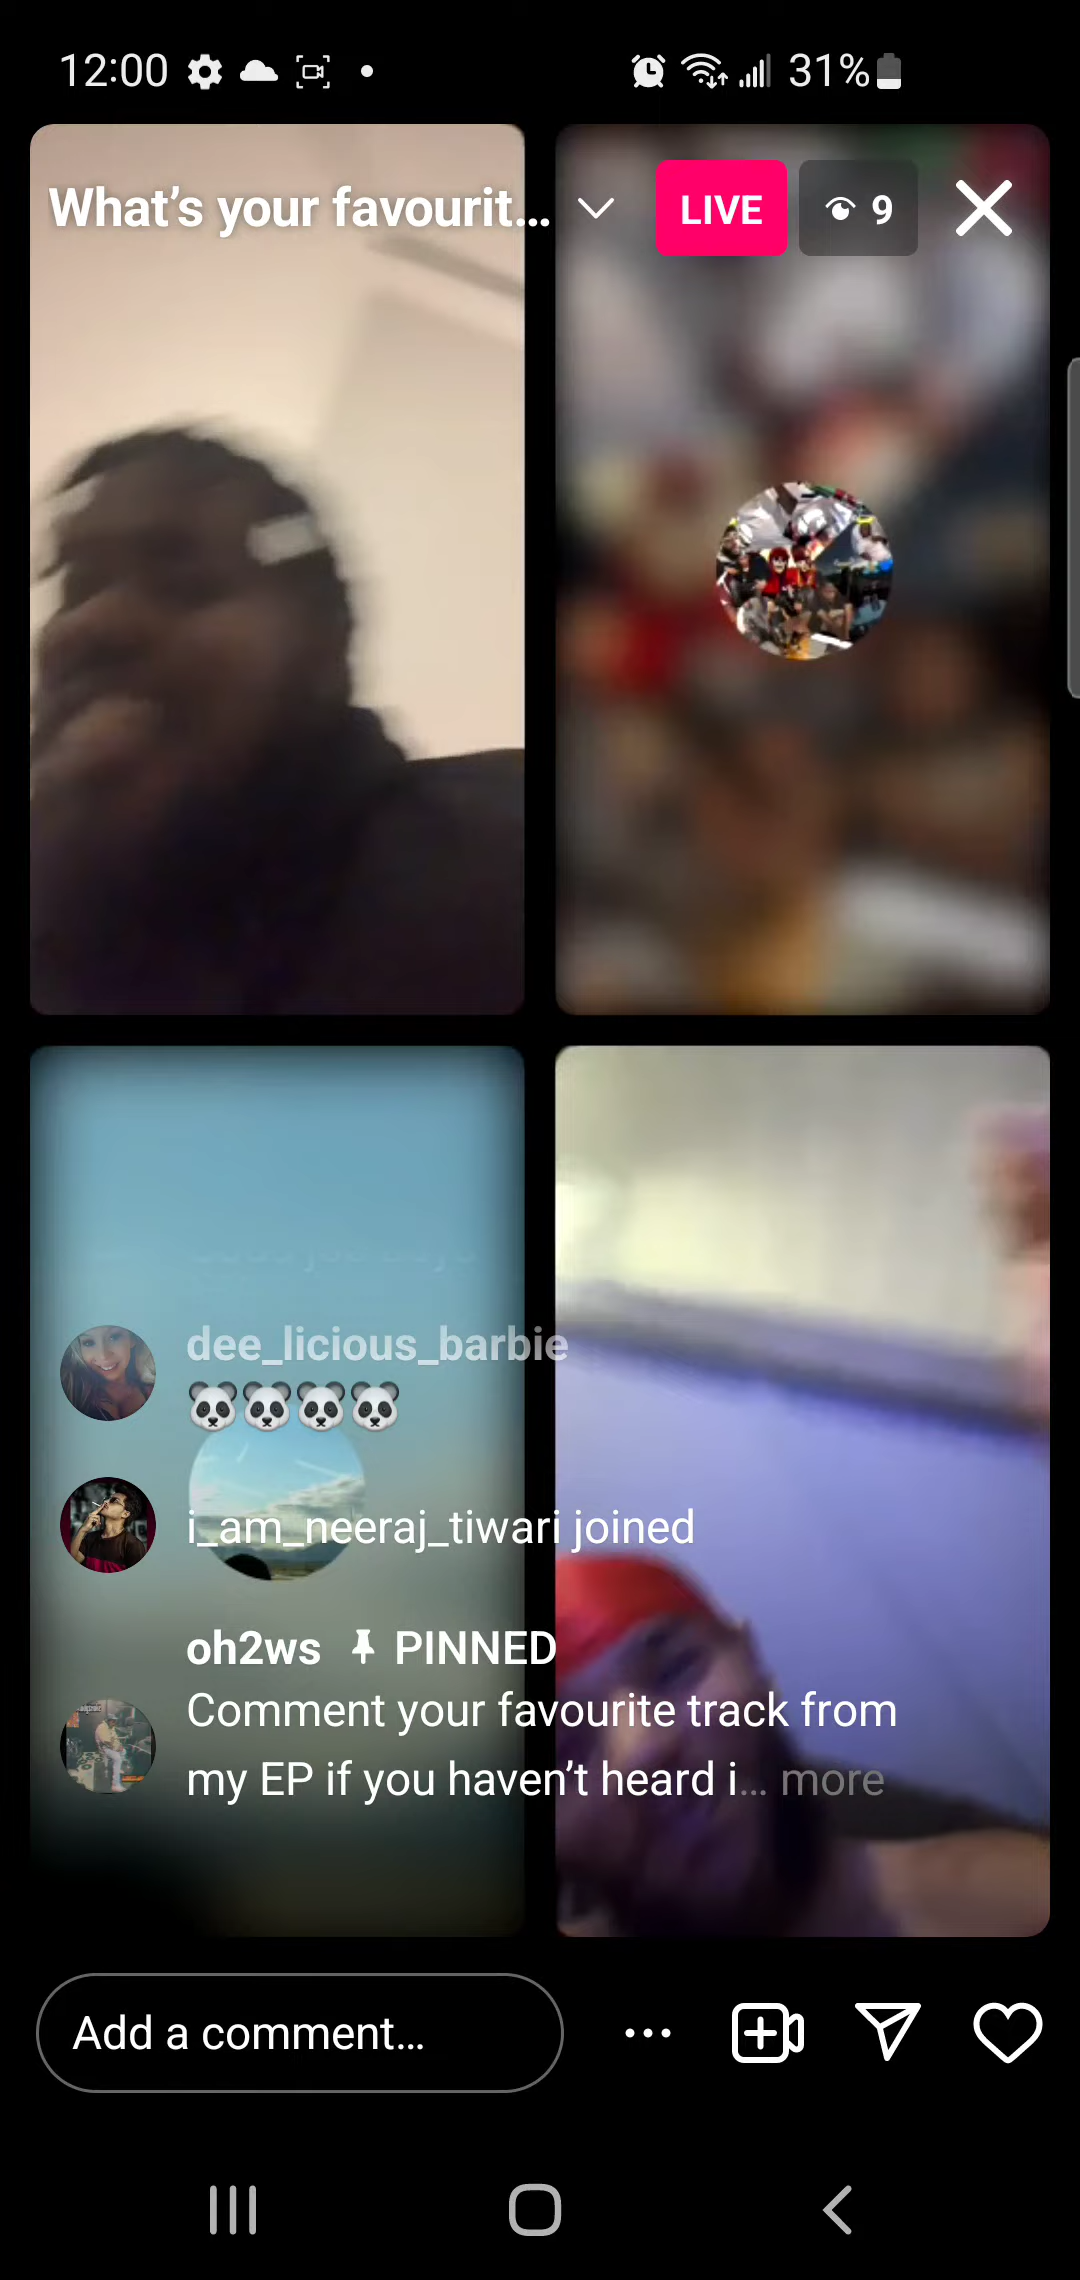 12:00
31%
What’s your favourit...
LIVE
9
dee_licious_barbie
🐼🐼🐼🐼
i_am_neeraj_tiwari joined
oh2ws 📌 PINNED
Comment your favourite track from
my EP if you haven’t heard i... more
Add a comment...